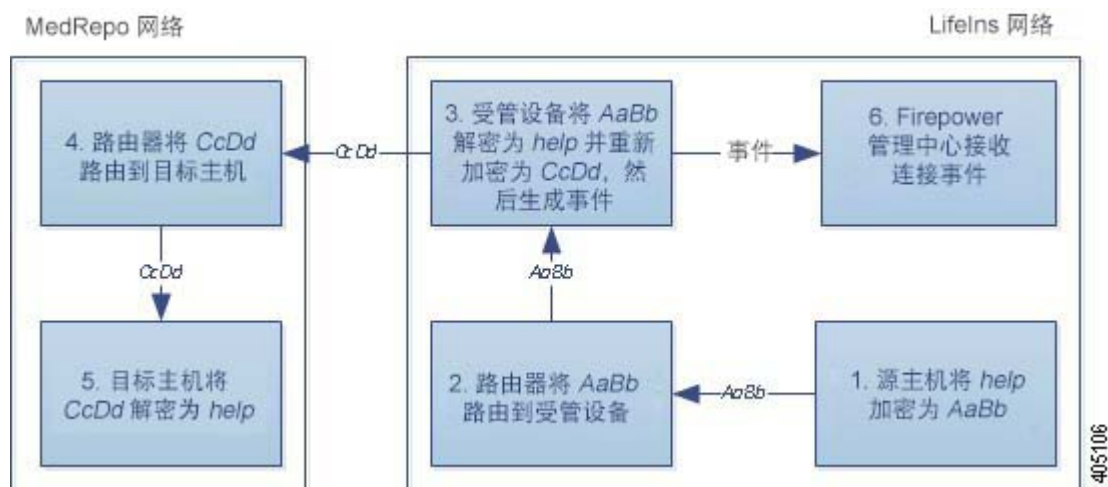 MedRepo 网络
LifeIns 网络
4. 路由器将 CcDd
路由到目标主机
CcDd
3. 受管设备将 AaBb
解密为 help 并重新
加密为 CcDd，然
后生成事件
事件
6. Firepower
管理中心接收
连接事件
CcDd
AaBb
5. 目标主机将
CcDd 解密为 help
2. 路由器将 AaBb
路由到受管设备
AaBb
1. 源主机将 help
加密为 AaBb
405106